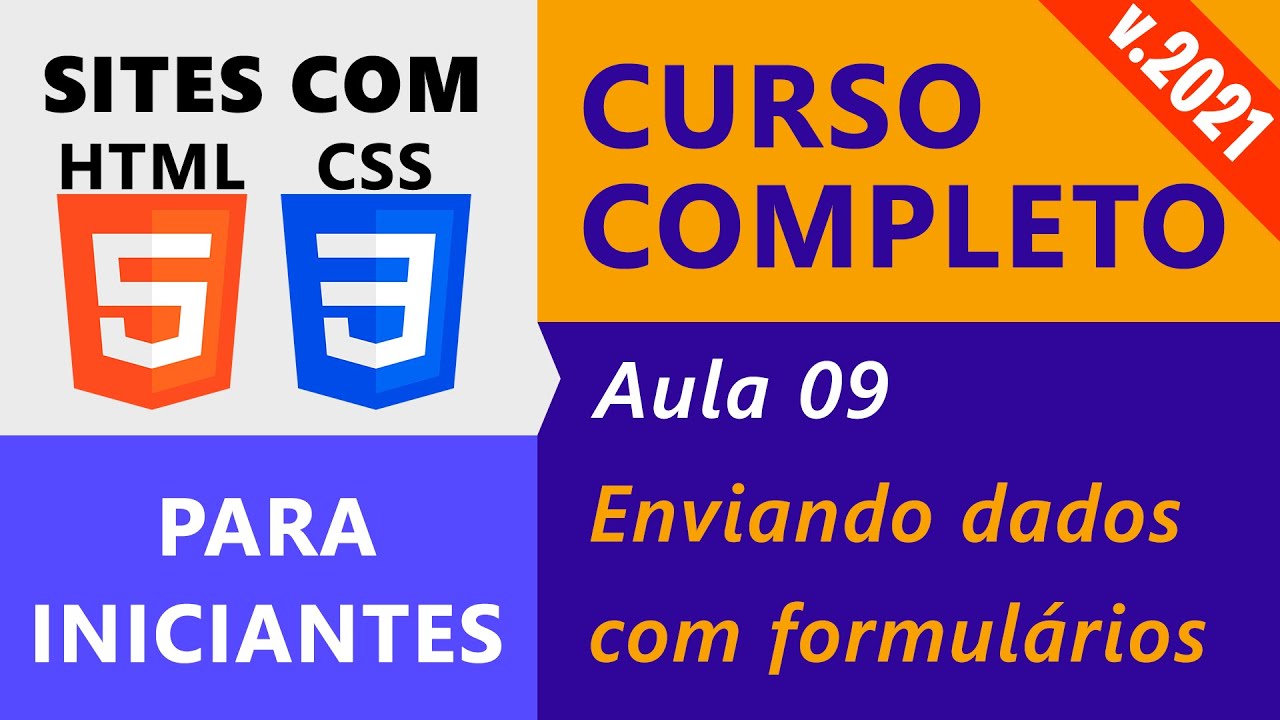 SITES COM
HTML CSS
5 3
PARA
INICIANTES
CURSO
COMPLETO
v.2021
Aula 09
Enviando dados
com formulários